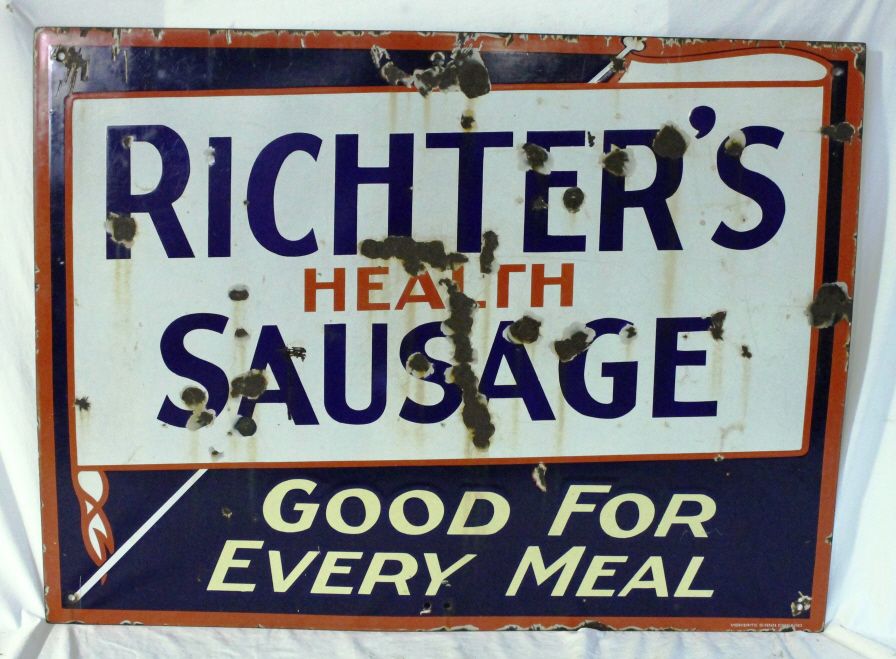 RICHTER'S
HEALTH
SAUSAGE
GOOD FOR
EVERY MEAL